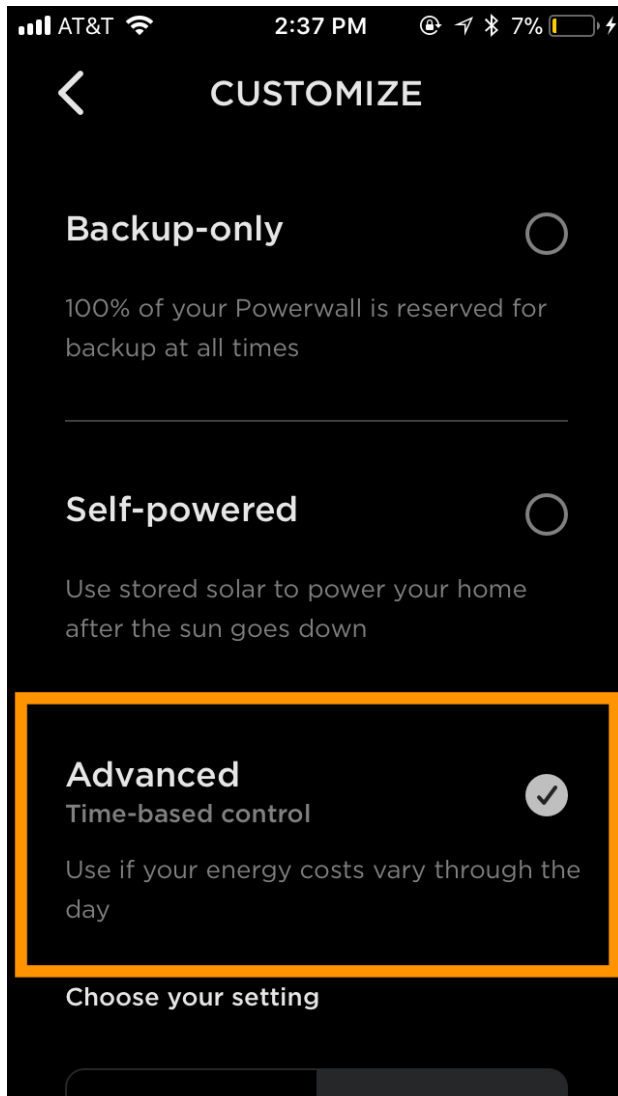 AT&T 2:37 PM 7%
CUSTOMIZE
Backup-only
100% of your Powerwall is reserved for
backup at all times
Self-powered
Use stored solar to power your home
after the sun goes down
Advanced
Time-based control
Use if your energy costs vary through the
day
Choose your setting